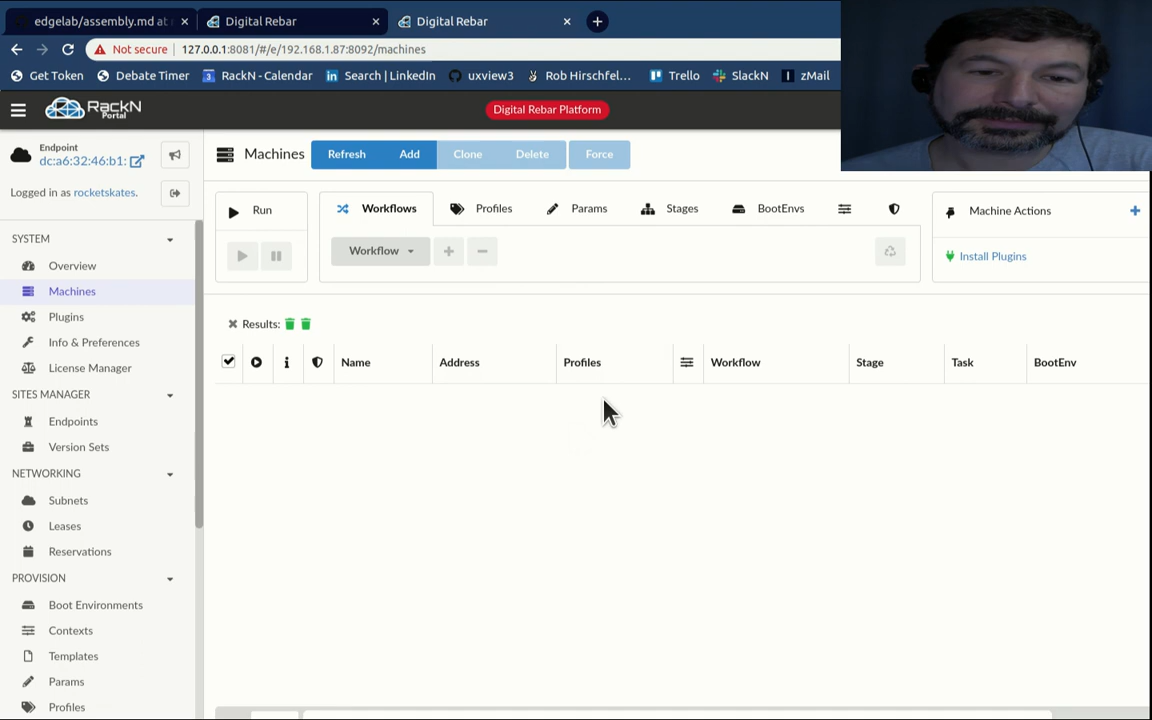 edgelab/assembly.md at
Digital Rebar
Digital Rebar
Not secure
127.0.0.1:8081/#/e/192.168.1.87:8092/machines
Get Token
Debate Timer
3
RackN - Calendar
in
Search | LinkedIn
uxview3
Rob Hirschfel...
Trello
SlackN
zMail
RackN
Portal
Digital Rebar Platform
Endpoint
dc:a6:32:46:b1:
Logged in as rocketskates.
Machines
Refresh
Add
Clone
Delete
Force
Run
Workflows
Profiles
Params
Stages
BootEnvs
Machine Actions
Workflow
Install Plugins
SYSTEM
Overview
Machines
Plugins
Info & Preferences
License Manager
SITES MANAGER
Endpoints
Version Sets
NETWORKING
Subnets
Leases
Reservations
PROVISION
Boot Environments
Contexts
Templates
Params
Profiles
Results:
Name
Address
Profiles
Workflow
Stage
Task
BootEnv